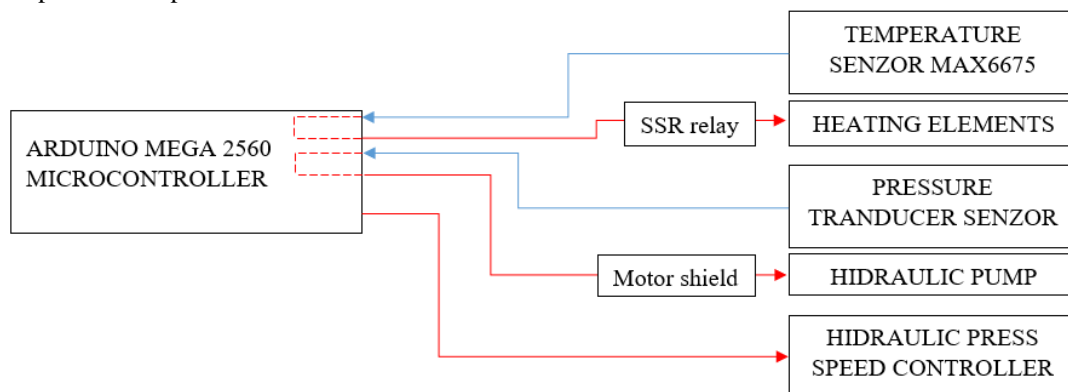 TEMPERATURE
SENZOR MAX6675
SSR relay
HEATING ELEMENTS
ARDUINO MEGA 2560
MICROCONTROLLER
PRESSURE
TRANDUCER SENZOR
Motor shield
HIDRAULIC PUMP
HIDRAULIC PRESS
SPEED CONTROLLER